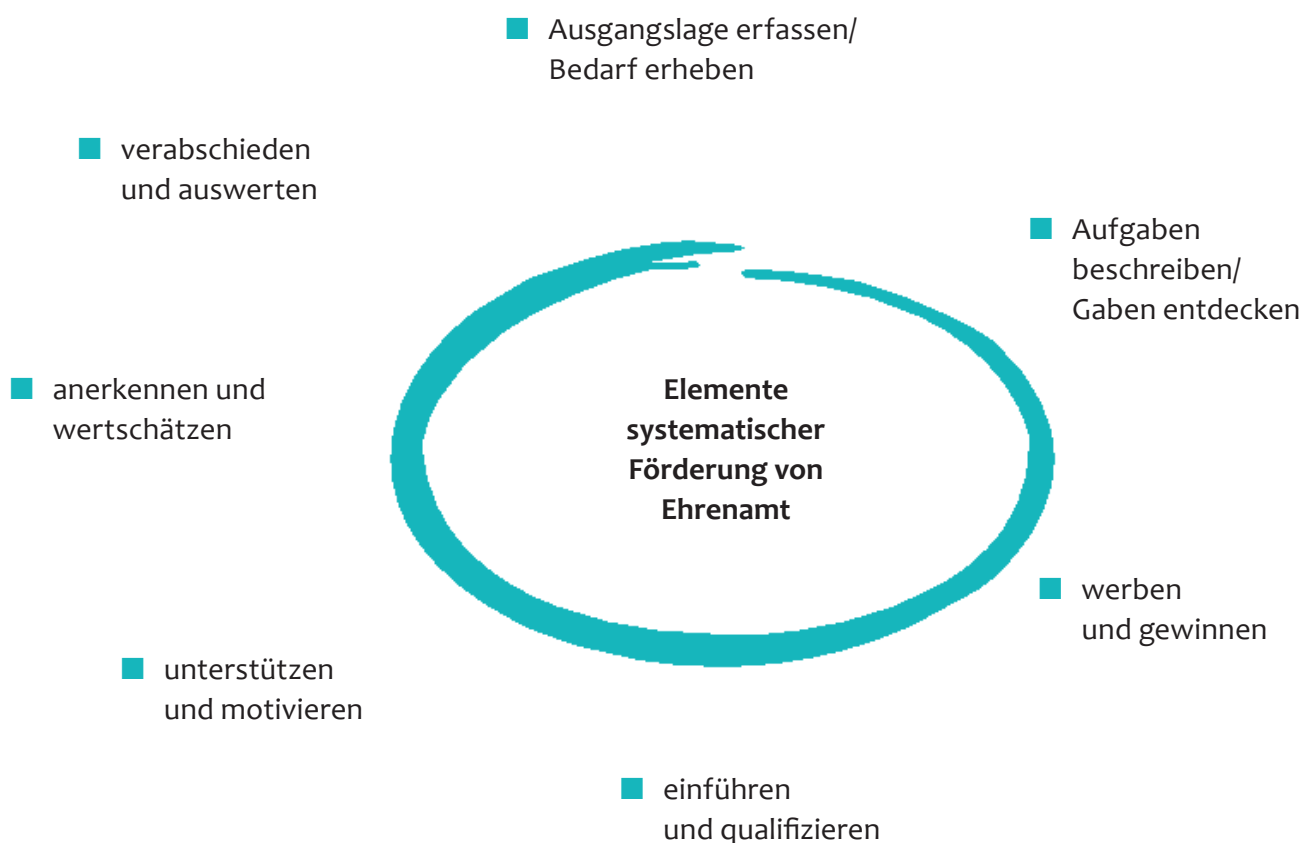 Ausgangslage erfassen/
Bedarf erheben
verabschieden
und auswerten
Aufgaben
beschreiben/
Gaben entdecken
anerkennen und
wertschätzen
Elemente
systematischer
Förderung von
Ehrenamt
werben
und gewinnen
unterstützen
und motivieren
einführen
und qualifizieren